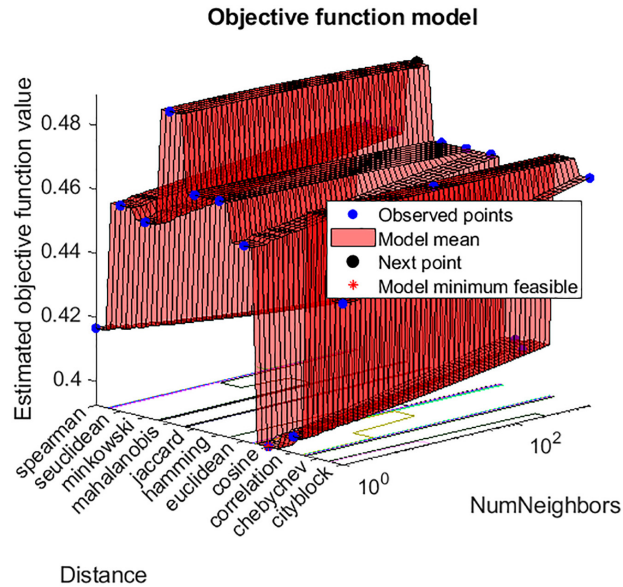 Objective function model
Estimated objective function value
0.48
0.46
0.44
0.42
0.4
Observed points
Model mean
Next point
Model minimum feasible
spearman
seuclidean
minkowski
mahalanobis
jaccard
hamming
euclidean
cosine
correlation
chebychev
cityblock
10^0
10^2
NumNeighbors
Distance